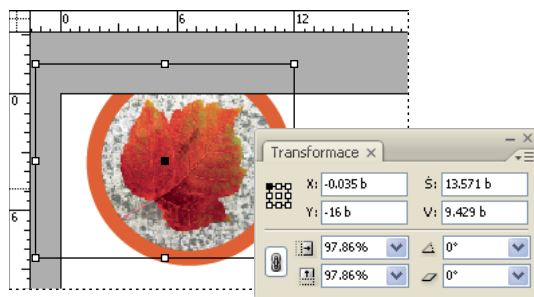 0 6 12
0
6
Transformace ×
X: -0.035 b Š: 13.571 b
Y: -16 b V: 9.429 b
97.86% 0°
97.86% 0°